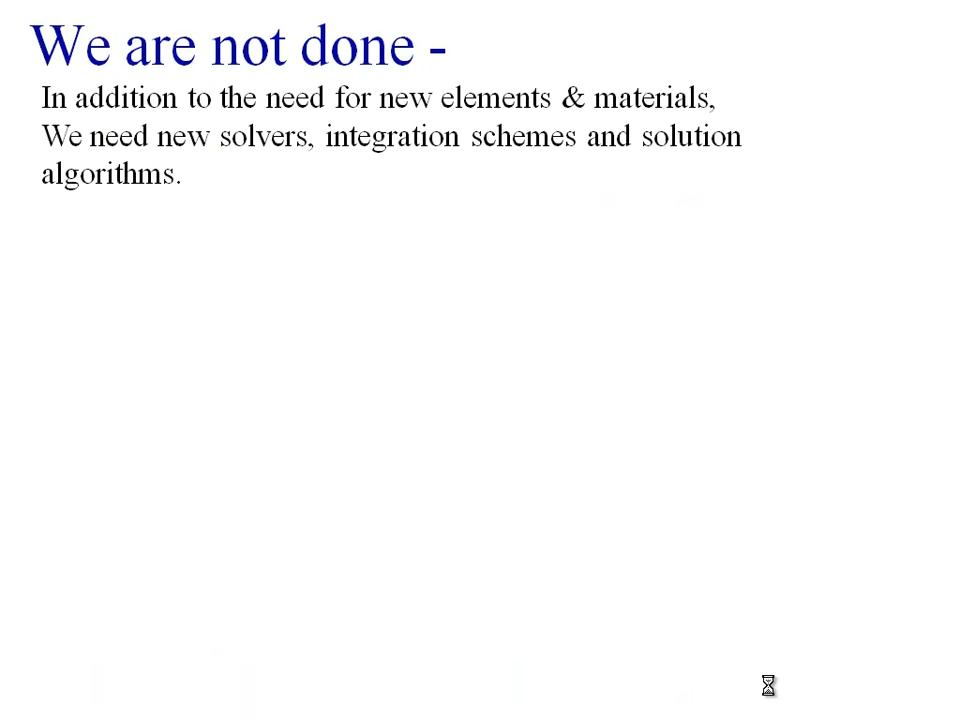 We are not done -
In addition to the need for new elements & materials,
We need new solvers, integration schemes and solution
algorithms.